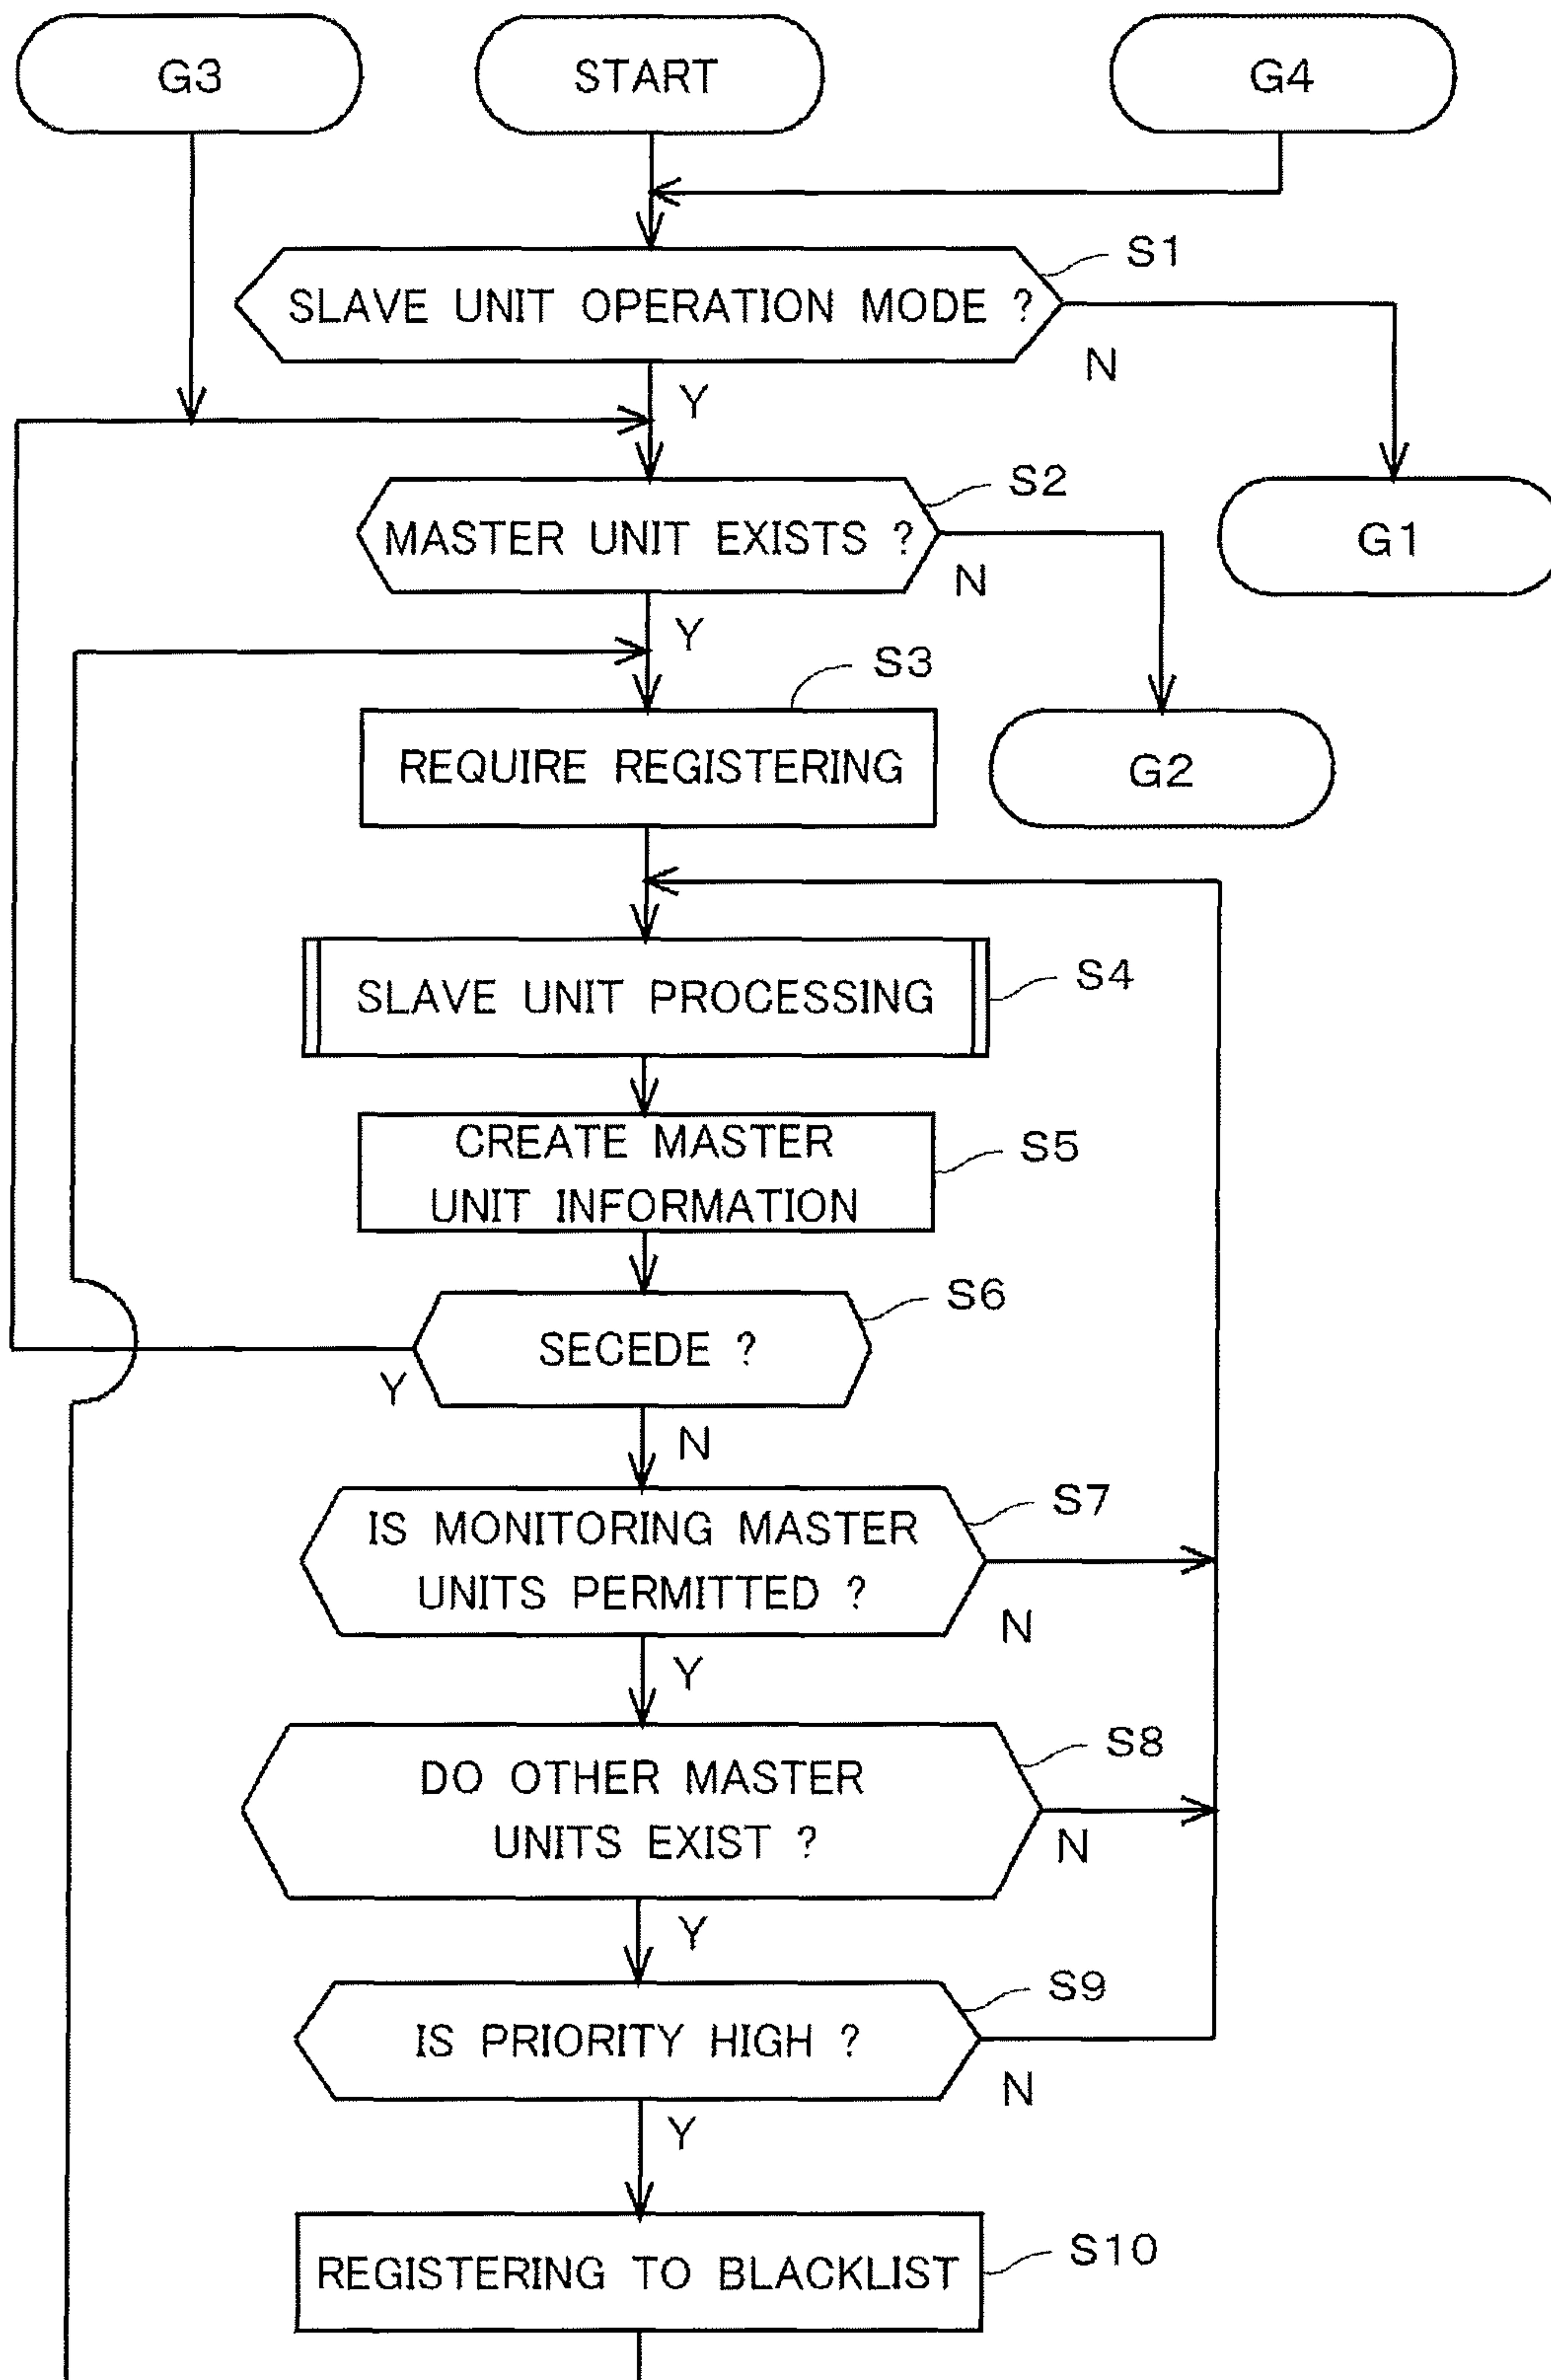 G3
START
G4
S1
SLAVE UNIT OPERATION MODE ?
N
Y
S2
MASTER UNIT EXISTS ?
N
G1
Y
S3
REQUIRE REGISTERING
G2
SLAVE UNIT PROCESSING
S4
CREATE MASTER
UNIT INFORMATION
S5
S6
SECEDE ?
Y
N
S7
IS MONITORING MASTER
UNITS PERMITTED ?
N
Y
S8
DO OTHER MASTER
UNITS EXIST ?
N
Y
S9
IS PRIORITY HIGH ?
N
Y
S10
REGISTERING TO BLACKLIST